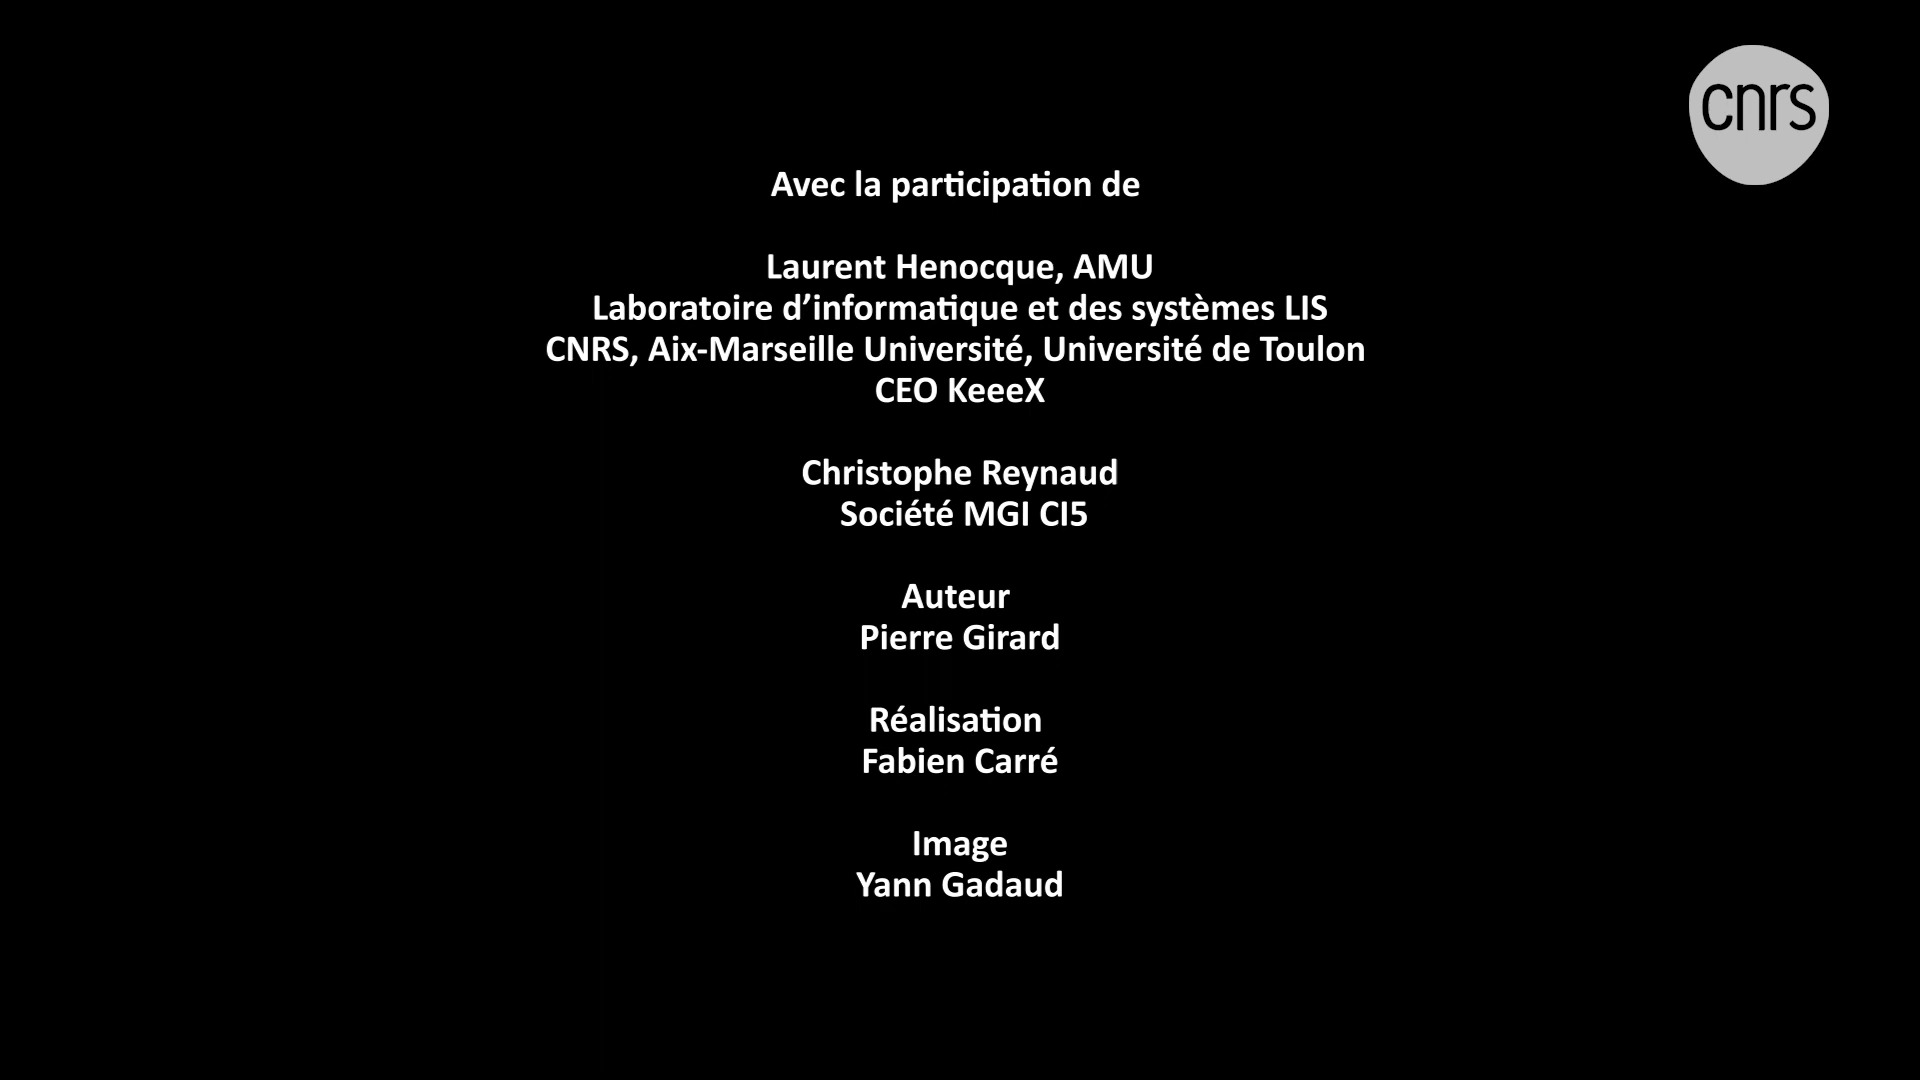 cnrs
Avec la participation de
Laurent Henocque, AMU
Laboratoire d’informatique et des systèmes LIS
CNRS, Aix-Marseille Université, Université de Toulon
CEO KeeeX
Christophe Reynaud
Société MGI CI5
Auteur
Pierre Girard
Réalisation
Fabien Carré
Image
Yann Gadaud